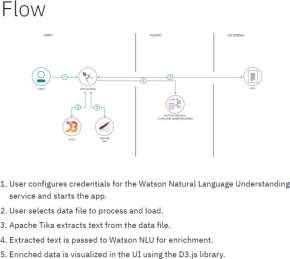 Flow
1. User configures credentials for the Watson Natural Language Understanding
service and starts the app.
2. User selects data file to process and load.
3. Apache Tika extracts text from the data file.
4. Extracted text is passed to Watson NLU for enrichment.
5. Enriched data is visualized in the UI using the D3.js library.